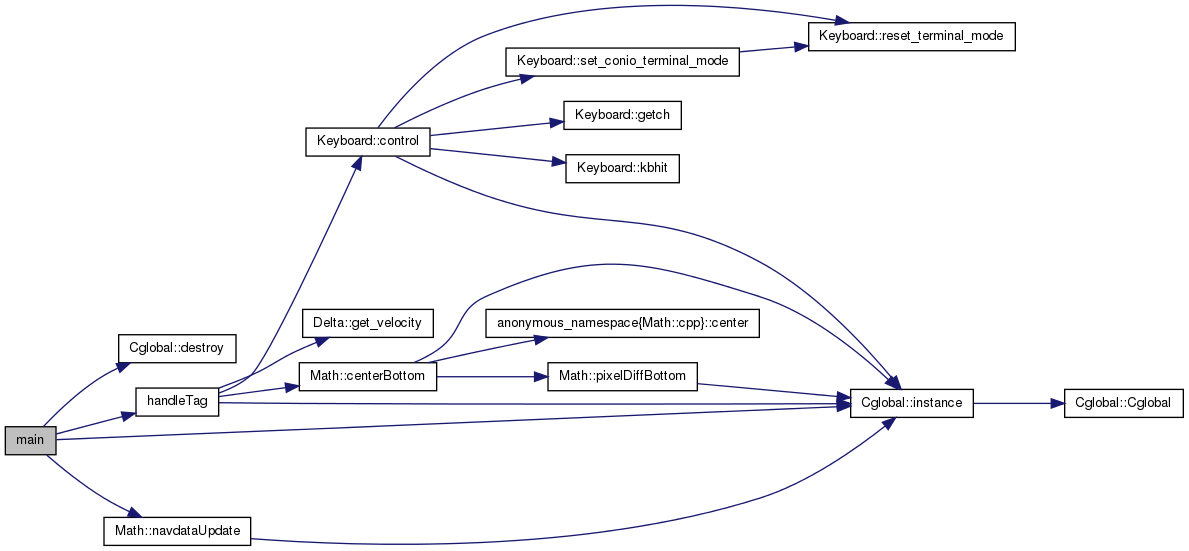 Keyboard::reset_terminal_mode
Keyboard::set_conio_terminal_mode
Keyboard::getch
Keyboard::control
Keyboard::kbhit
Delta::get_velocity
anonymous_namespace{Math::cpp}::center
Cglobal::destroy
Math::centerBottom
Math::pixelDiffBottom
handleTag
Cglobal::instance
Cglobal::Cglobal
main
Math::navdataUpdate